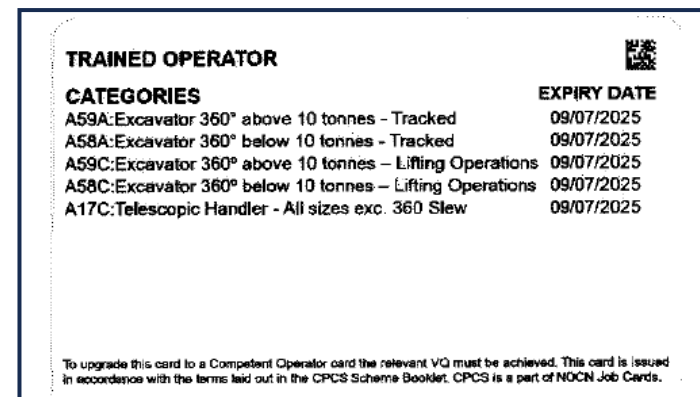 TRAINED OPERATOR
CATEGORIES EXPIRY DATE
A59A:Excavator 360° above 10 tonnes - Tracked 09/07/2025
A58A:Excavator 360° below 10 tonnes - Tracked 09/07/2025
A59C:Excavator 360º above 10 tonnes – Lifting Operations 09/07/2025
A58C:Excavator 360º below 10 tonnes – Lifting Operations 09/07/2025
A17C:Telescopic Handler - All sizes exc. 360 Slew 09/07/2025
To upgrade this card to a Competent Operator card the relevant VQ must be achieved. This card is issued
in accordance with the terms laid out in the CPCS Scheme Booklet. CPCS is a part of NOCN Job Cards.